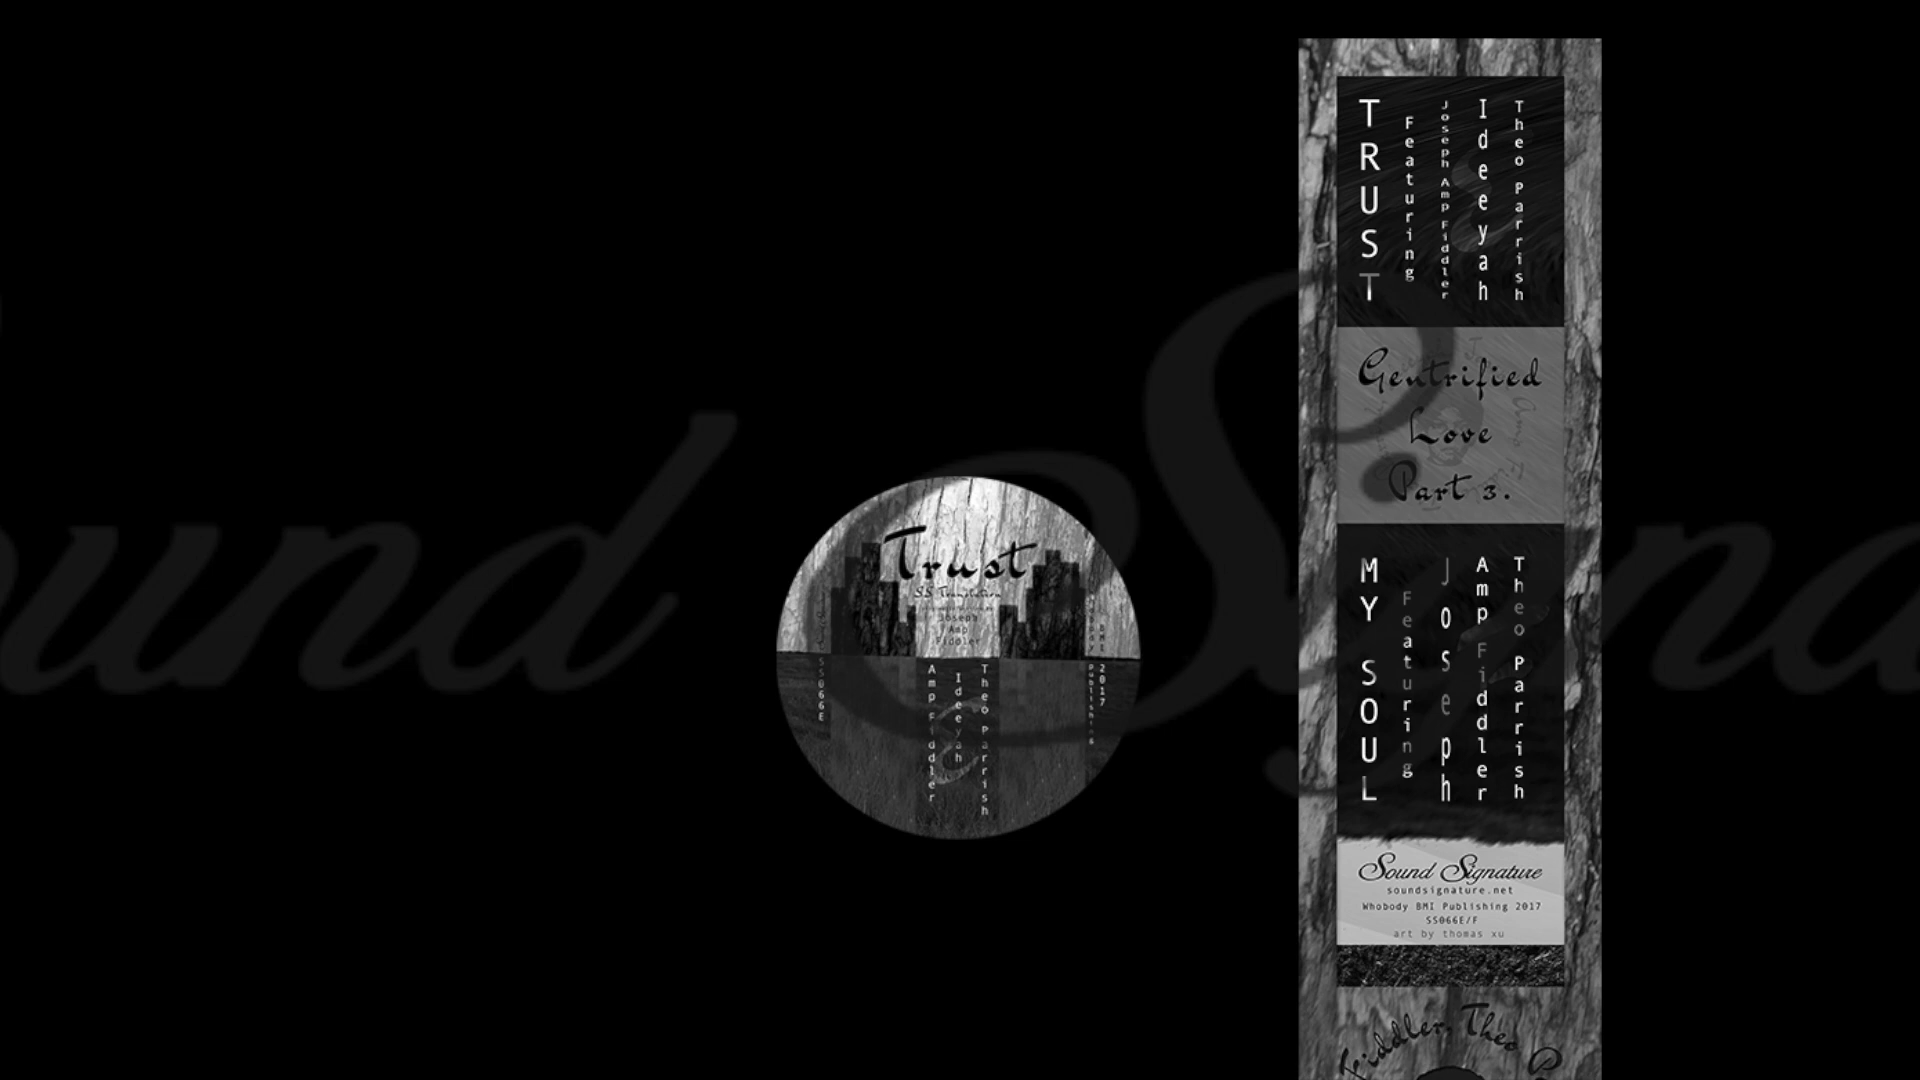 Sound Signa
Trust
SS Translation
Joseph
Amp
Fiddler
SS066E
Amp Fiddler
Ideeyah
Theo Parrish
Publishing
BMI 2017
TRUST
Featuring
Joseph Amp Fiddler
Ideeyah
Theo Parrish
Gentrified
Love
Part 3.
MY SOUL
Featuring
Joseph
Amp Fiddler
Theo Parrish
Sound Signature
soundsignature.net
Whobody BMI Publishing 2017
SS066E/F
art by thomas xu
Fiddler, Theo P